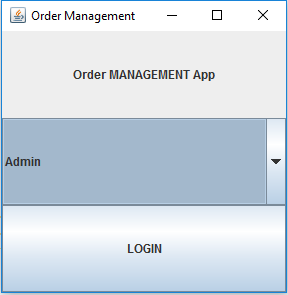 Order Management
Order MANAGEMENT App
Admin
LOGIN